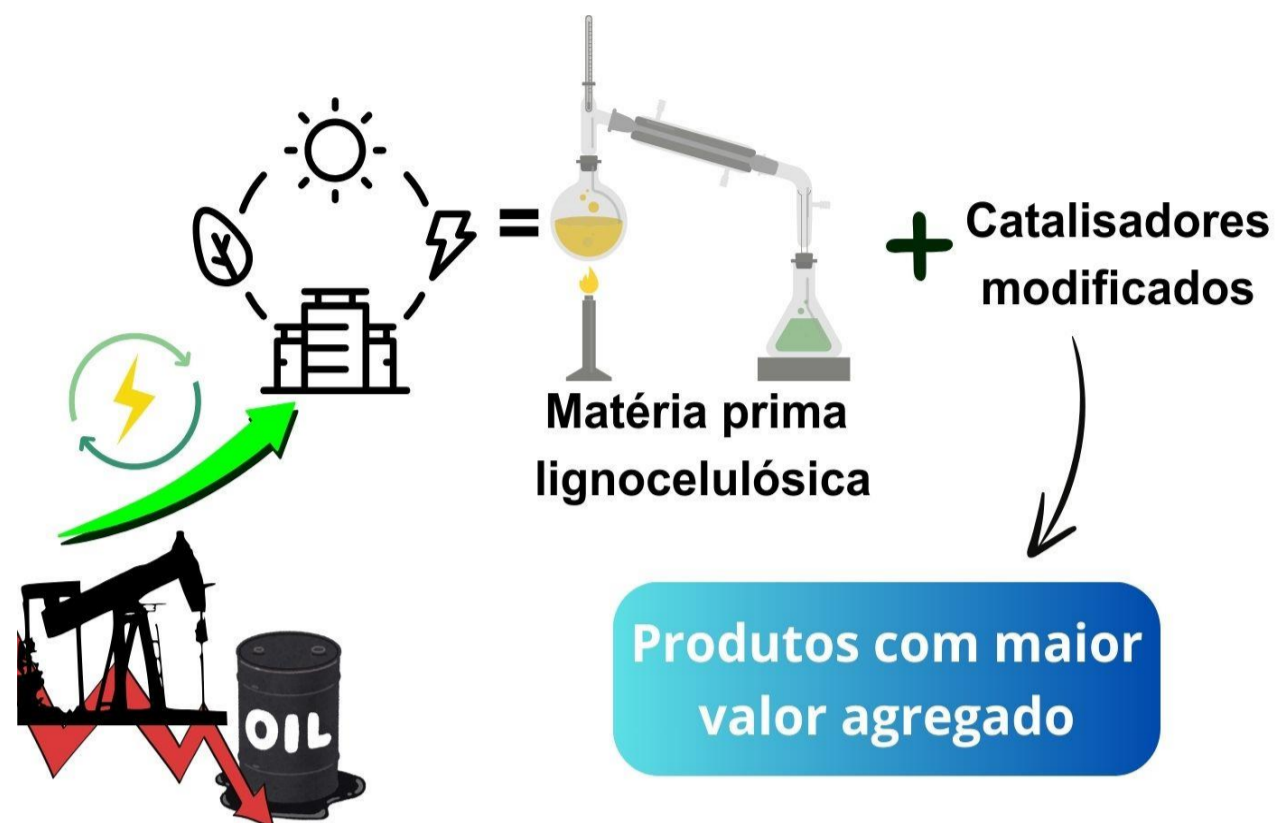 =
+
Catalisadores
modificados
Matéria prima
lignocelulósica
OIL
Produtos com maior
valor agregado